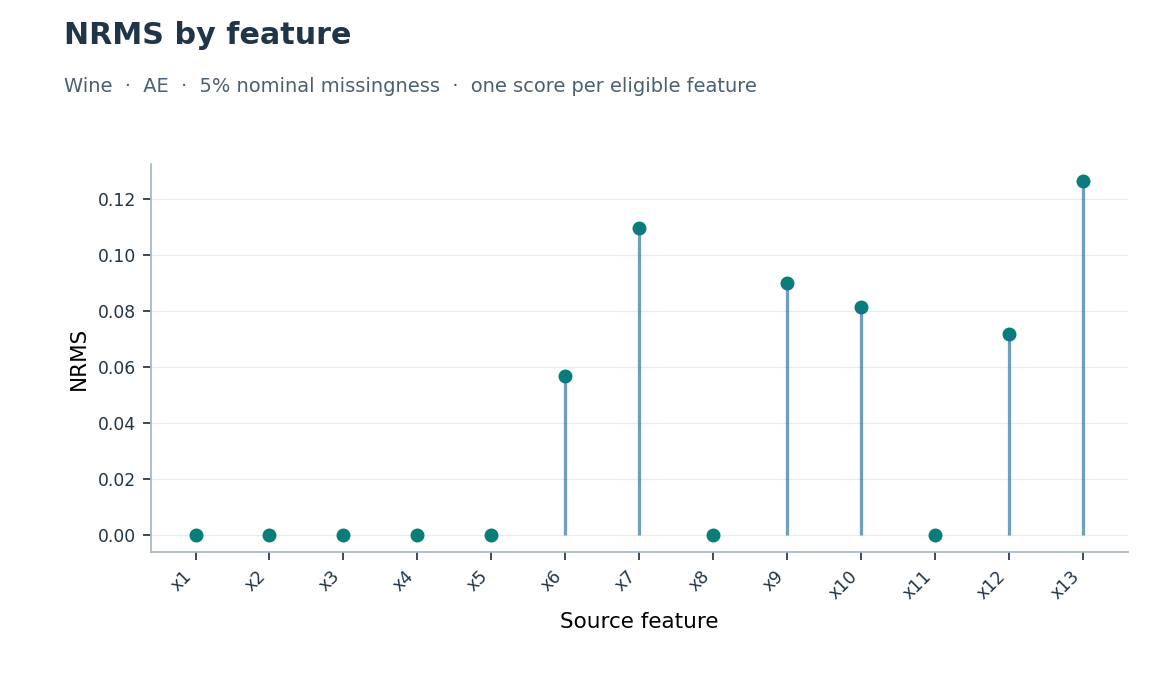 NRMS by feature
Wine · AE · 5% nominal missingness · one score per eligible feature
NRMS
0.12
0.10
0.08
0.06
0.04
0.02
0.00
x1 x2 x3 x4 x5 x6 x7 x8 x9 x10 x11 x12 x13
Source feature